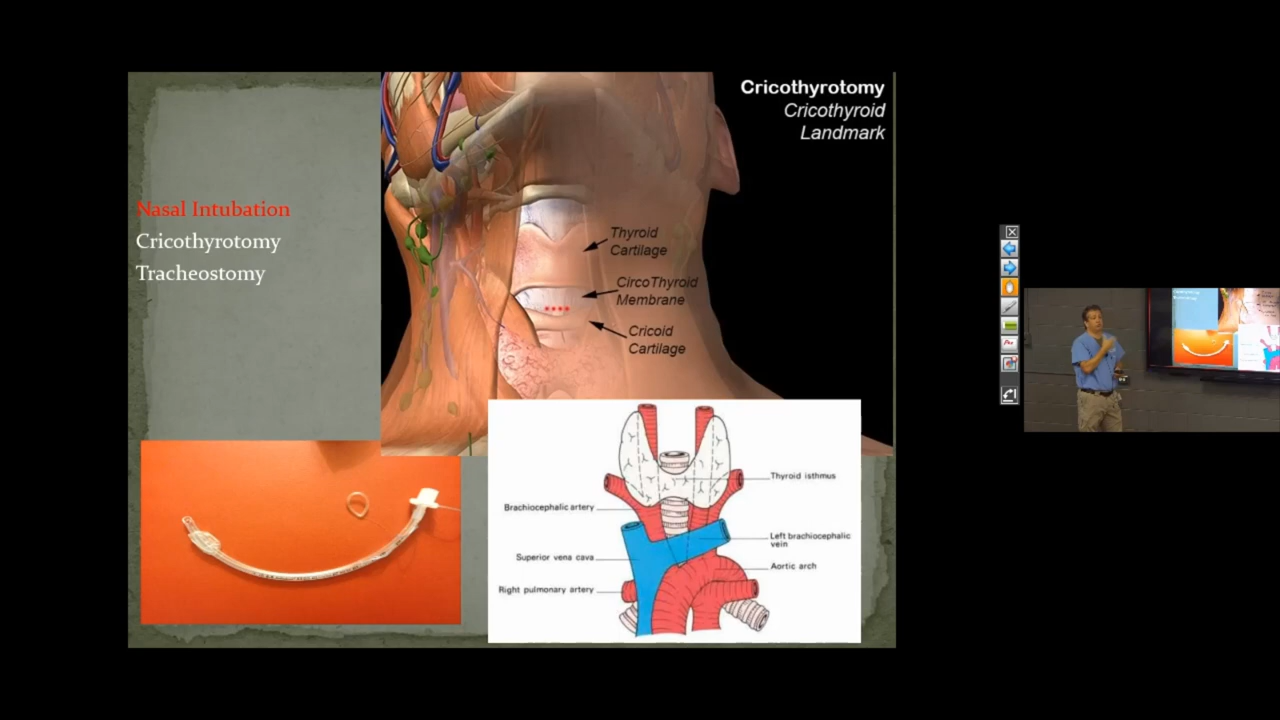 Cricothyrotomy
Cricothyroid
Landmark
Nasal Intubation
Cricothyrotomy
Tracheostomy
Thyroid
Cartilage
CircoThyroid
Membrane
Cricoid
Cartilage
Thyroid isthmus
Brachiocephalic artery
Left brachiocephalic
vein
Superior vena cava
Aortic arch
Right pulmonary artery